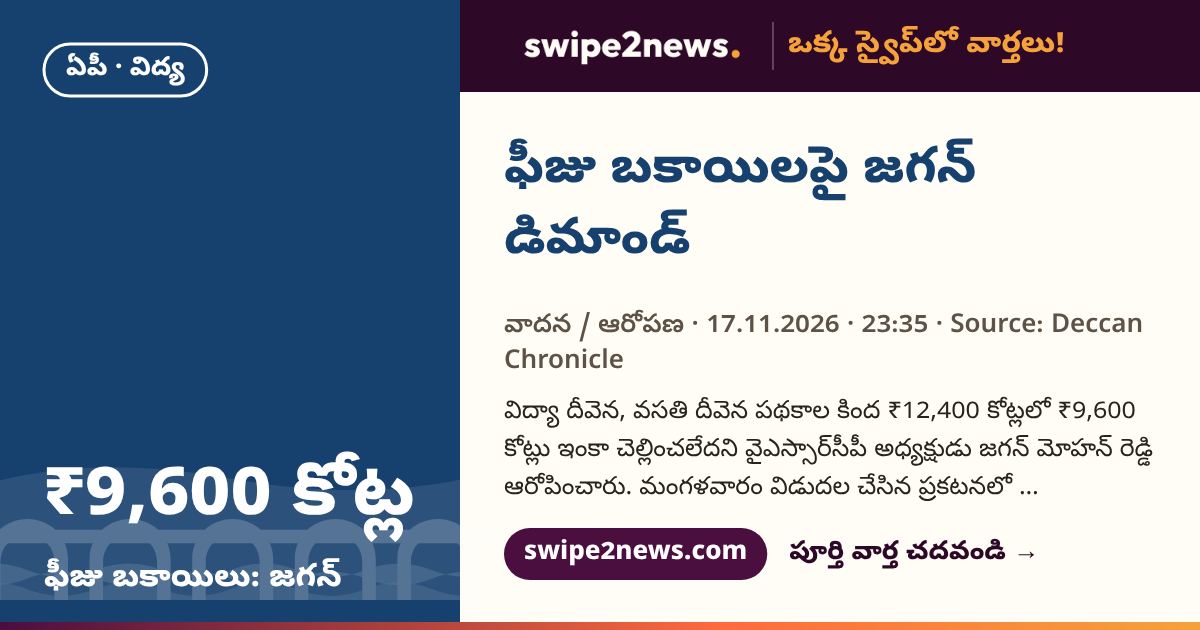 ఏపీ · విద్య
₹9,600 కోట్ల
ఫీజు బకాయిలు: జగన్
swipe2news.
ఒక్క స్వైప్‌లో వార్తలు!
ఫీజు బకాయిలపై జగన్
డిమాండ్
వాదన / ఆరోపణ · 17.11.2026 · 23:35 · Source: Deccan
Chronicle
విద్యా దీవెన, వసతి దీవెన పథకాల కింద ₹12,400 కోట్లలో ₹9,600
కోట్లు ఇంకా చెల్లించలేదని వైఎస్సార్‌సీపీ అధ్యక్షుడు జగన్ మోహన్ రెడ్డి
ఆరోపించారు. మంగళవారం విడుదల చేసిన ప్రకటనలో ...
swipe2news.com
పూర్తి వార్త చదవండి →